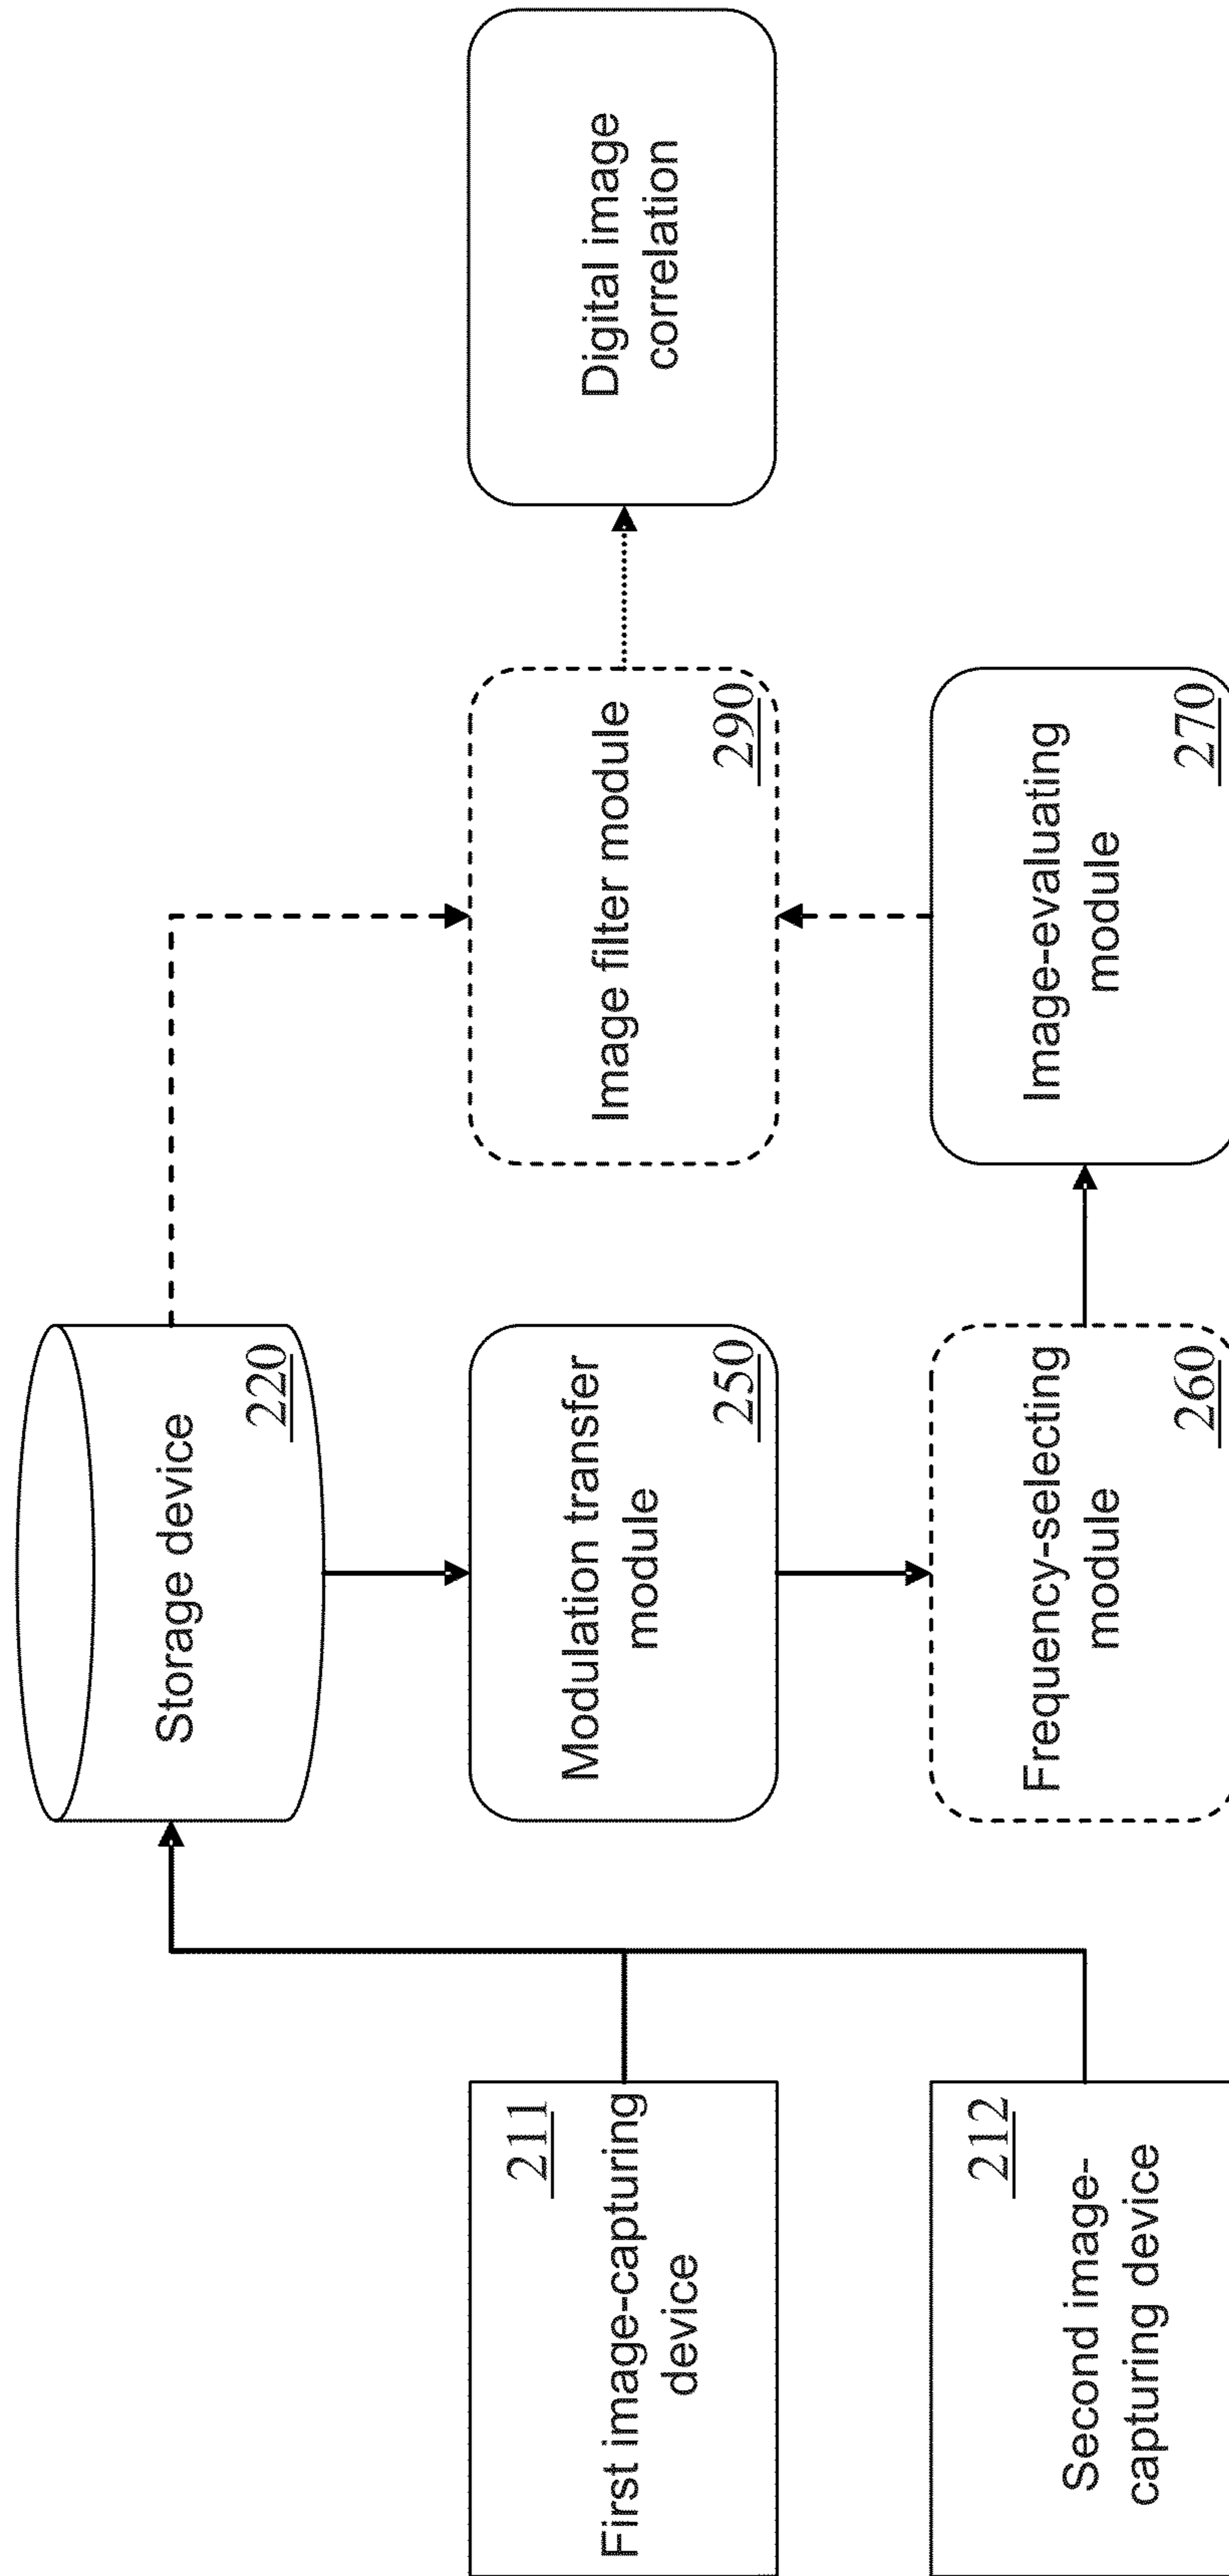 First image-capturing
device
211
Second image-
capturing device
212
Storage device
220
Modulation transfer
module
250
Frequency-selecting
module
260
Image filter module
290
Image-evaluating
module
270
Digital image
correlation